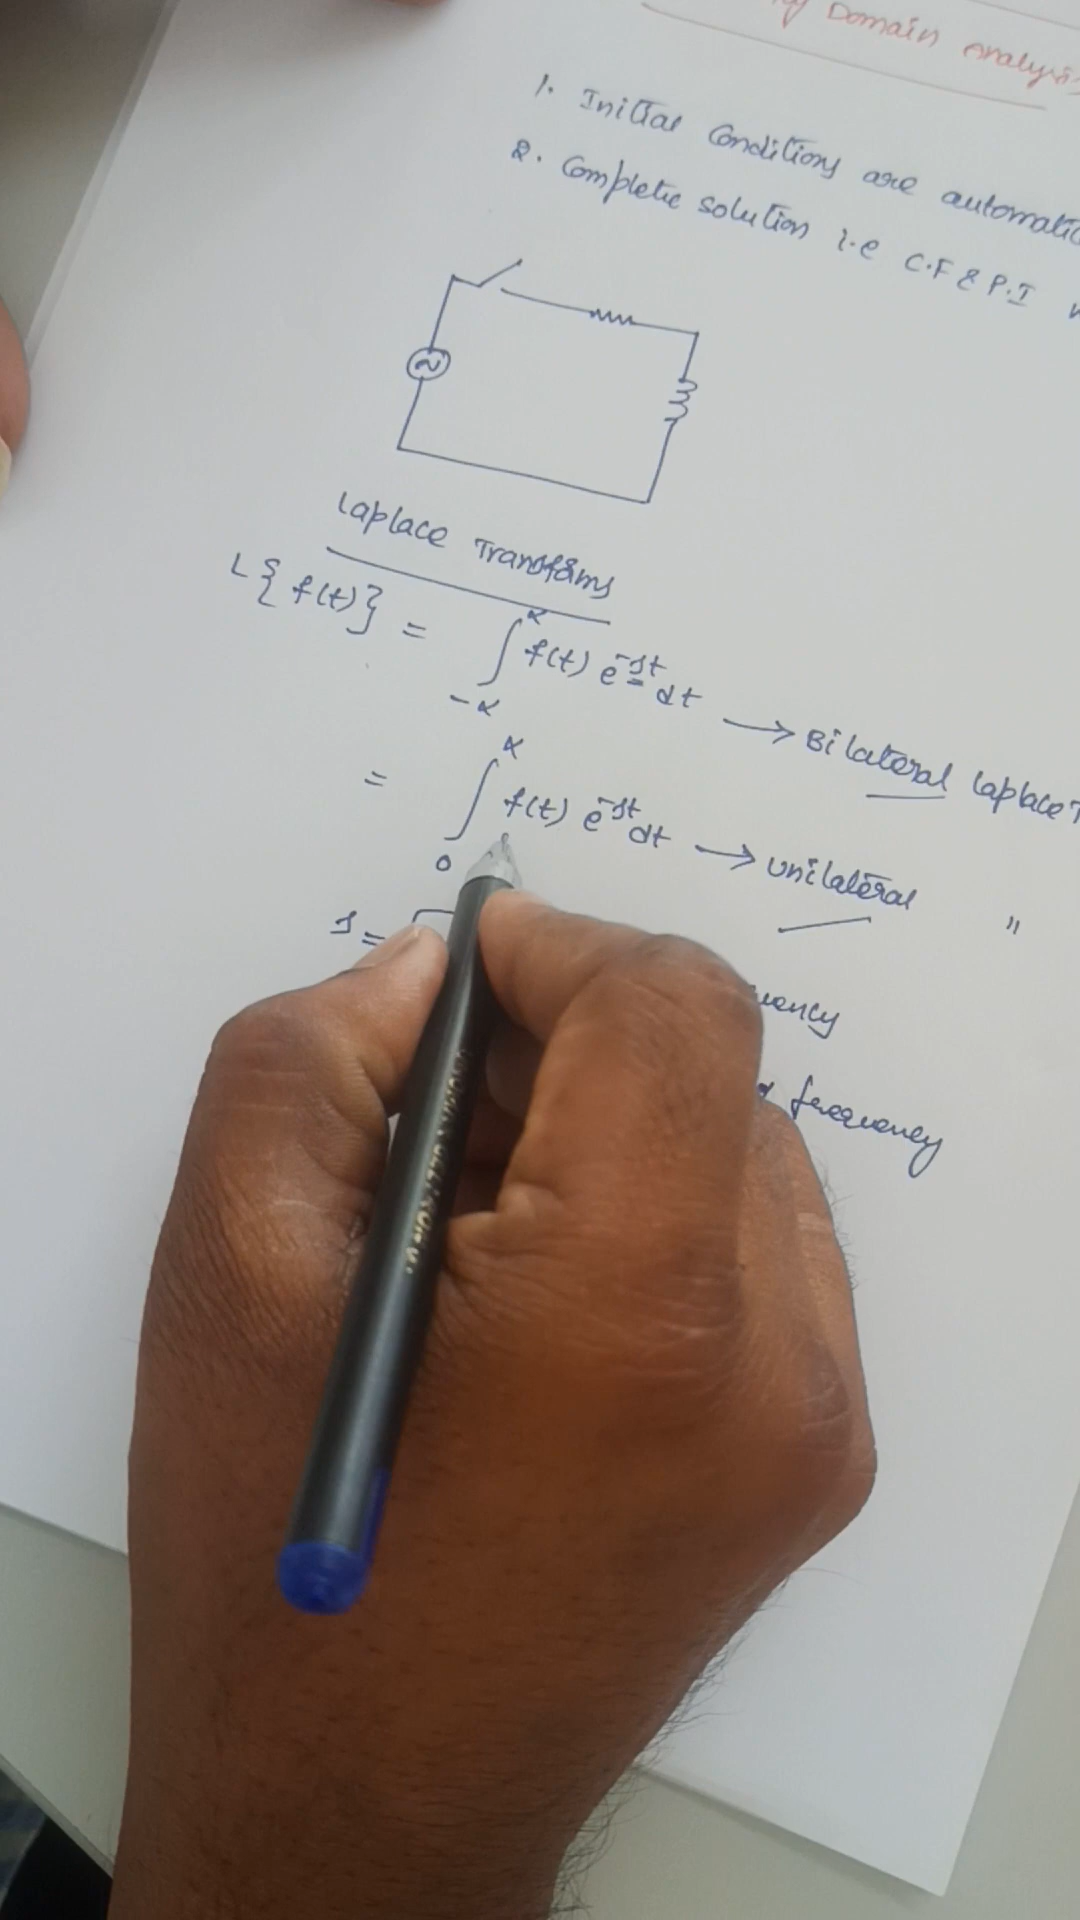 Domain Analysis
1. Initial Conditions are
2. Complete solution i.e C.F & P.I
Laplace Transforms
L{f(t)} = ∫_{-∞}^{∞} f(t) e^{-st} dt → Bilateral Laplace
= ∫_{0}^{∞} f(t) e^{-st} dt → unilateral "
s =
frequency